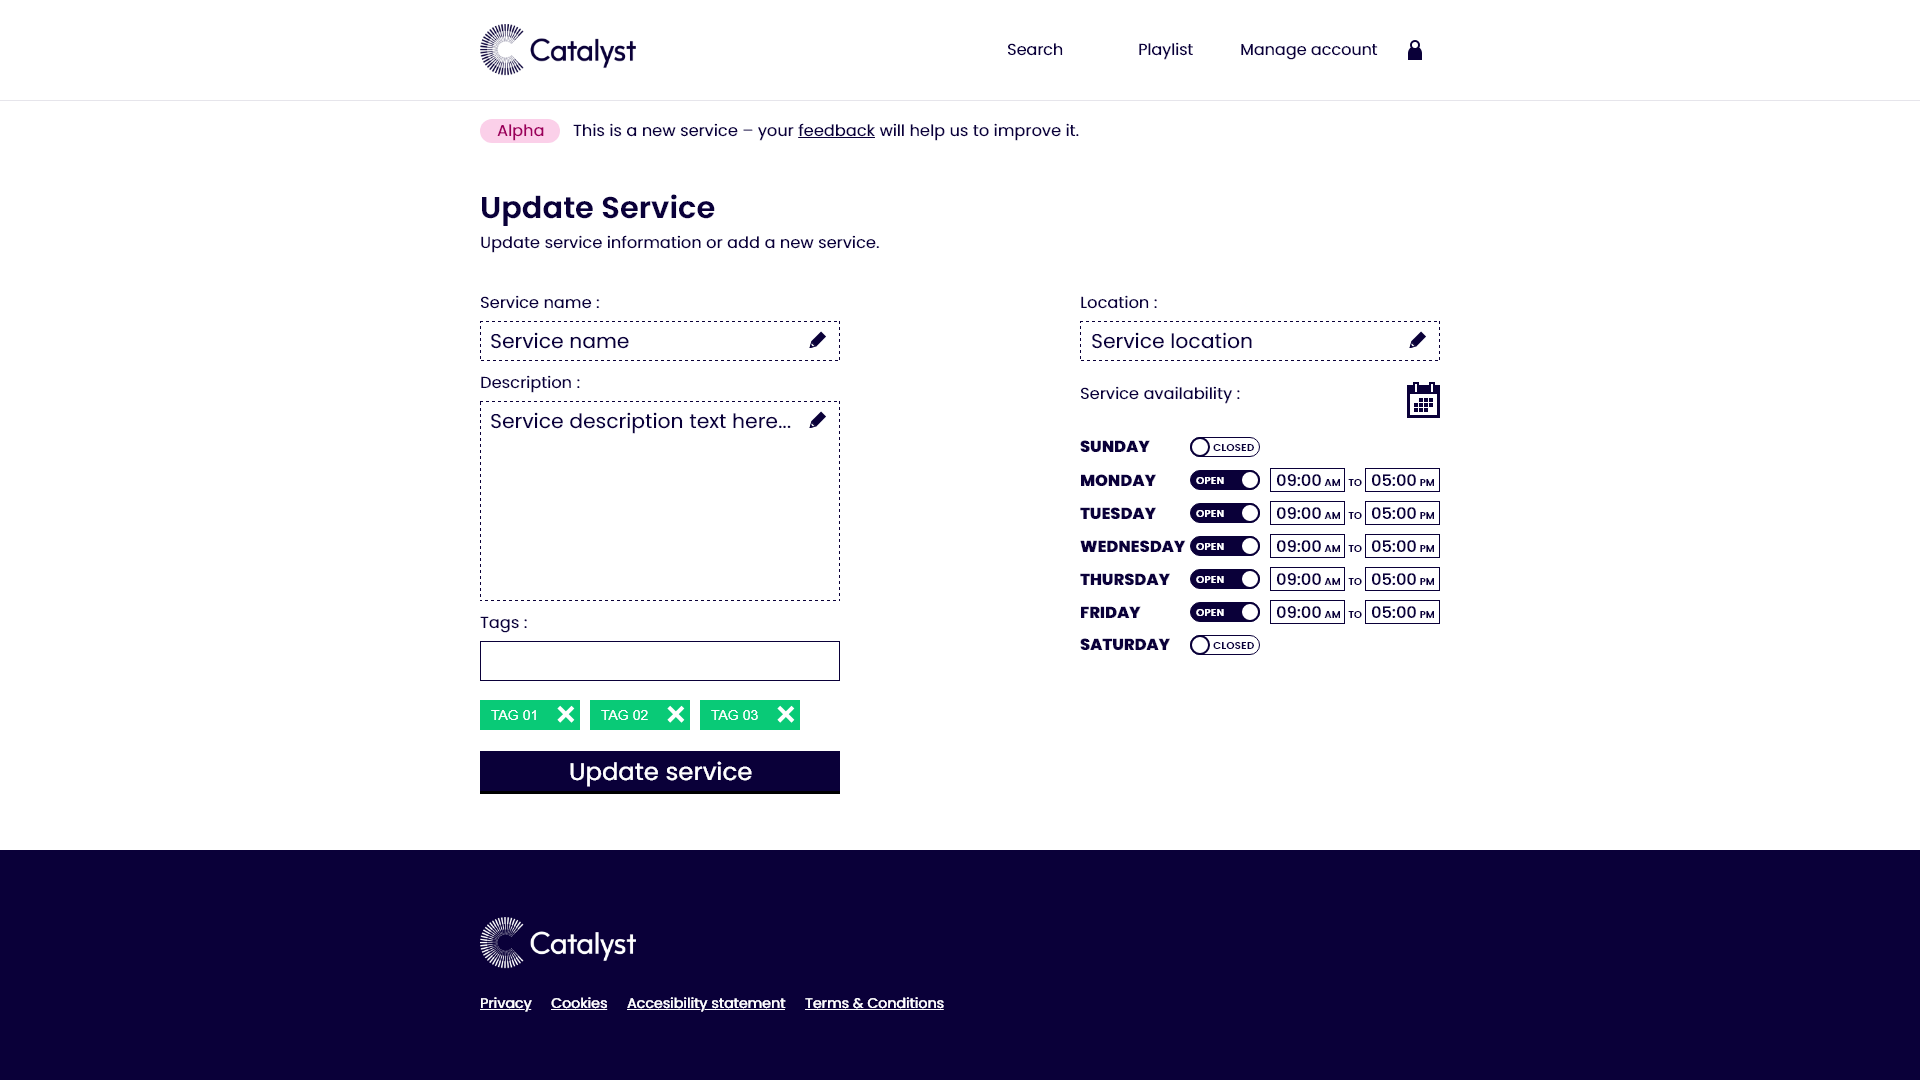 Catalyst
Search Playlist Manage account
Alpha This is a new service – your feedback will help us to improve it.
Update Service
Update service information or add a new service.
Service name :
Service name
Description :
Service description text here...
Tags :
TAG 01 TAG 02 TAG 03
Update service
Location :
Service location
Service availability :
SUNDAY CLOSED
MONDAY OPEN 09:00 AM TO 05:00 PM
TUESDAY OPEN 09:00 AM TO 05:00 PM
WEDNESDAY OPEN 09:00 AM TO 05:00 PM
THURSDAY OPEN 09:00 AM TO 05:00 PM
FRIDAY OPEN 09:00 AM TO 05:00 PM
SATURDAY CLOSED
Catalyst
Privacy Cookies Accesibility statement Terms & Conditions